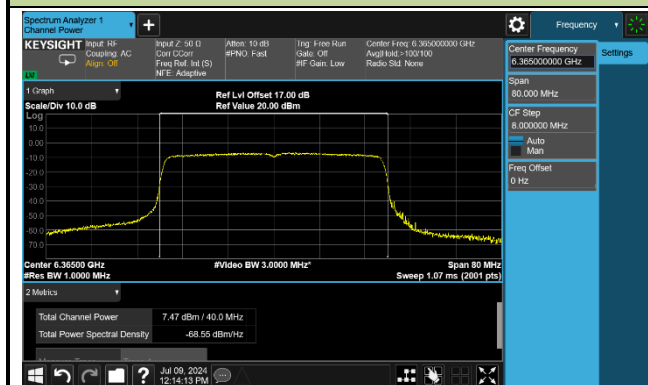 Spectrum Analyzer 1
Channel Power
+
Frequency
KEYSIGHT
Input: RF
Coupling: AC
Align: Off
Input Z: 50 Ω
Corr CCorr
Freq Ref: Int (S)
NFE: Adaptive
Atten: 10 dB
#PNO: Fast
Trig: Free Run
Gate: Off
#IF Gain: Low
Center Freq: 6.365000000 GHz
Avg|Hold:>100/100
Radio Std: None
LXI
Center Frequency
6.365000000 GHz
Settings
Span
80.000 MHz
CF Step
8.000000 MHz
Auto
Man
Freq Offset
0 Hz
1 Graph
Scale/Div 10.0 dB
Ref Lvl Offset 17.00 dB
Ref Value 20.00 dBm
Log
10.0
0.00
-10.0
-20.0
-30.0
-40.0
-50.0
-60.0
-70.0
Center 6.36500 GHz
#Res BW 1.0000 MHz
#Video BW 3.0000 MHz*
Span 80 MHz
Sweep 1.07 ms (2001 pts)
2 Metrics
Total Channel Power 7.47 dBm / 40.0 MHz
Total Power Spectral Density -68.55 dBm/Hz
?
Jul 09, 2024
12:14:13 PM